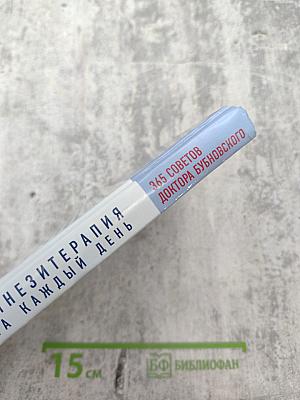 365 СОВЕТОВ
ДОКТОРА БУБНОВСКОГО
НЕЗИТЕРАПИЯ
А КАЖДЫЙ ДЕНЬ
15 см
БФ БИБЛИОФАН